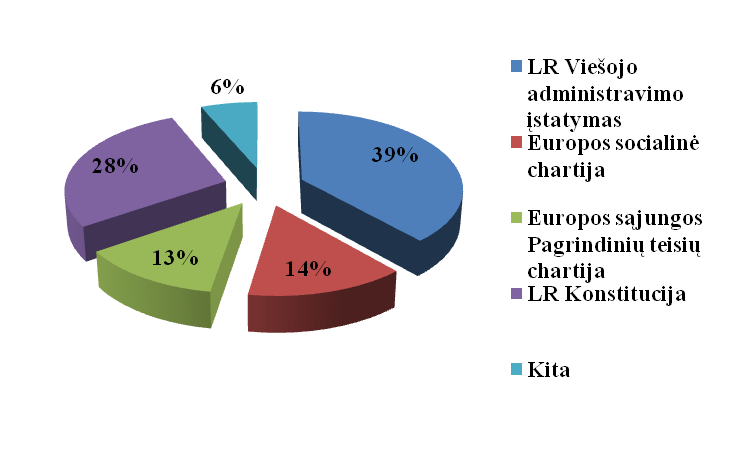 6%
39%
28%
13%
14%
LR Viešojo
administravimo
įstatymas
Europos socialinė
chartija
Europos sąjungos
Pagrindinių teisių
chartija
LR Konstitucija
Kita